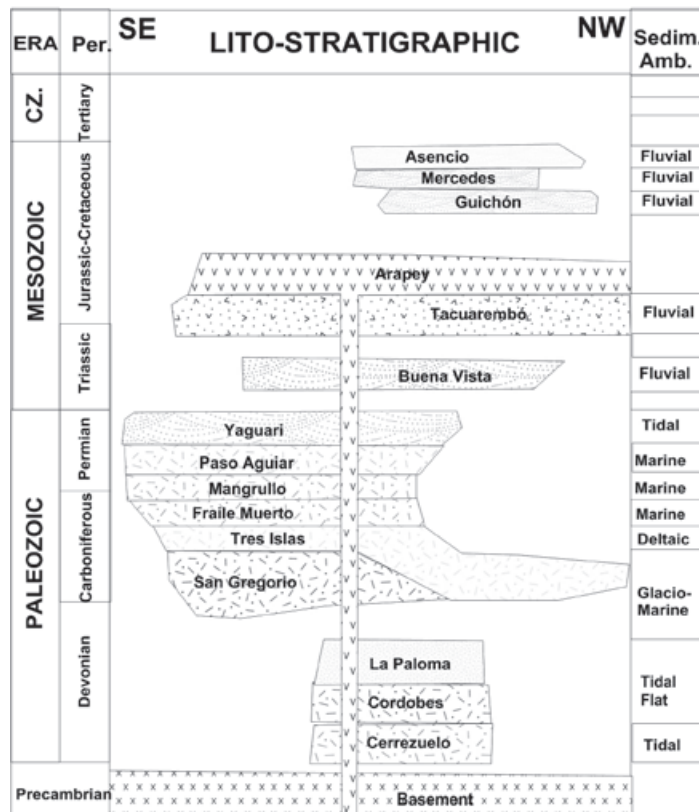 ERA Per. SE LITO-STRATIGRAPHIC NW Sedim.
Amb.
CZ.
Tertiary
MESOZOIC
Jurassic-Cretaceous
Asencio Fluvial
Mercedes Fluvial
Guichón Fluvial
Arapey
Tacuarembó Fluvial
Triassic
Buena Vista Fluvial
PALEOZOIC
Permian
Yaguari Tidal
Paso Aguiar Marine
Mangrullo Marine
Carboniferous
Fraile Muerto Marine
Tres Islas Deltaic
San Gregorio Glacio-
Marine
Devonian
La Paloma Tidal
Flat
Cordobes
Cerrezuelo Tidal
Precambrian Basement